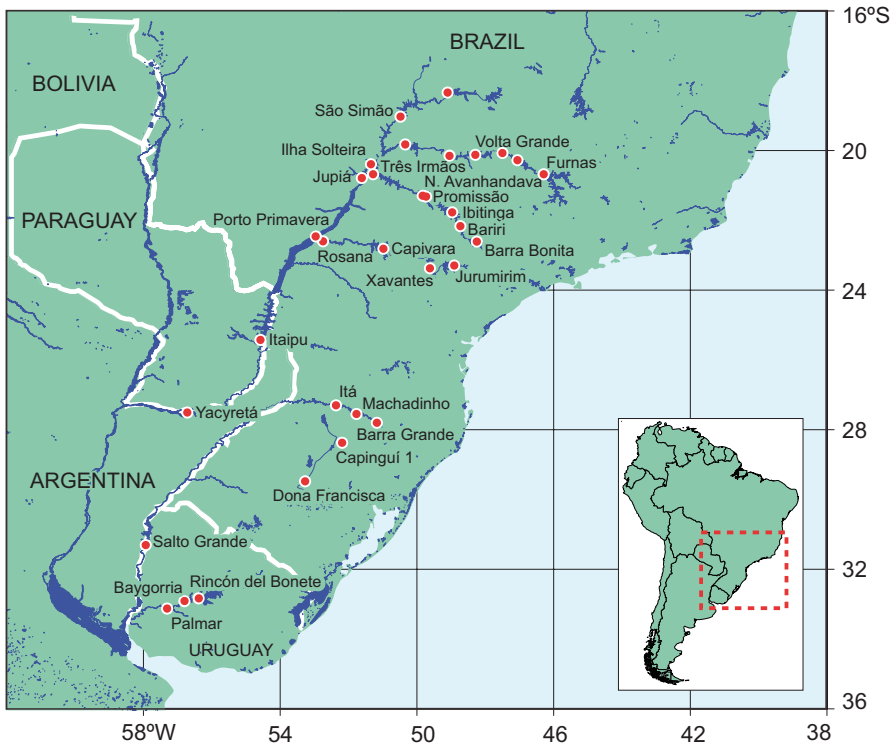 16ºS
BRAZIL
BOLIVIA
São Simão
Volta Grande
Ilha Solteira
20
Três Irmãos
Furnas
Jupiá
N. Avanhandava
Promissão
PARAGUAY
Ibitinga
Porto Primavera
Bariri
Barra Bonita
Rosana
Capivara
Xavantes
Jurumirim
24
Itaipu
Itá
Machadinho
Yacyretá
28
Barra Grande
Capinguí 1
ARGENTINA
Dona Francisca
Salto Grande
32
Baygorria
Rincón del Bonete
Palmar
URUGUAY
36
58ºW
54
50
46
42
38